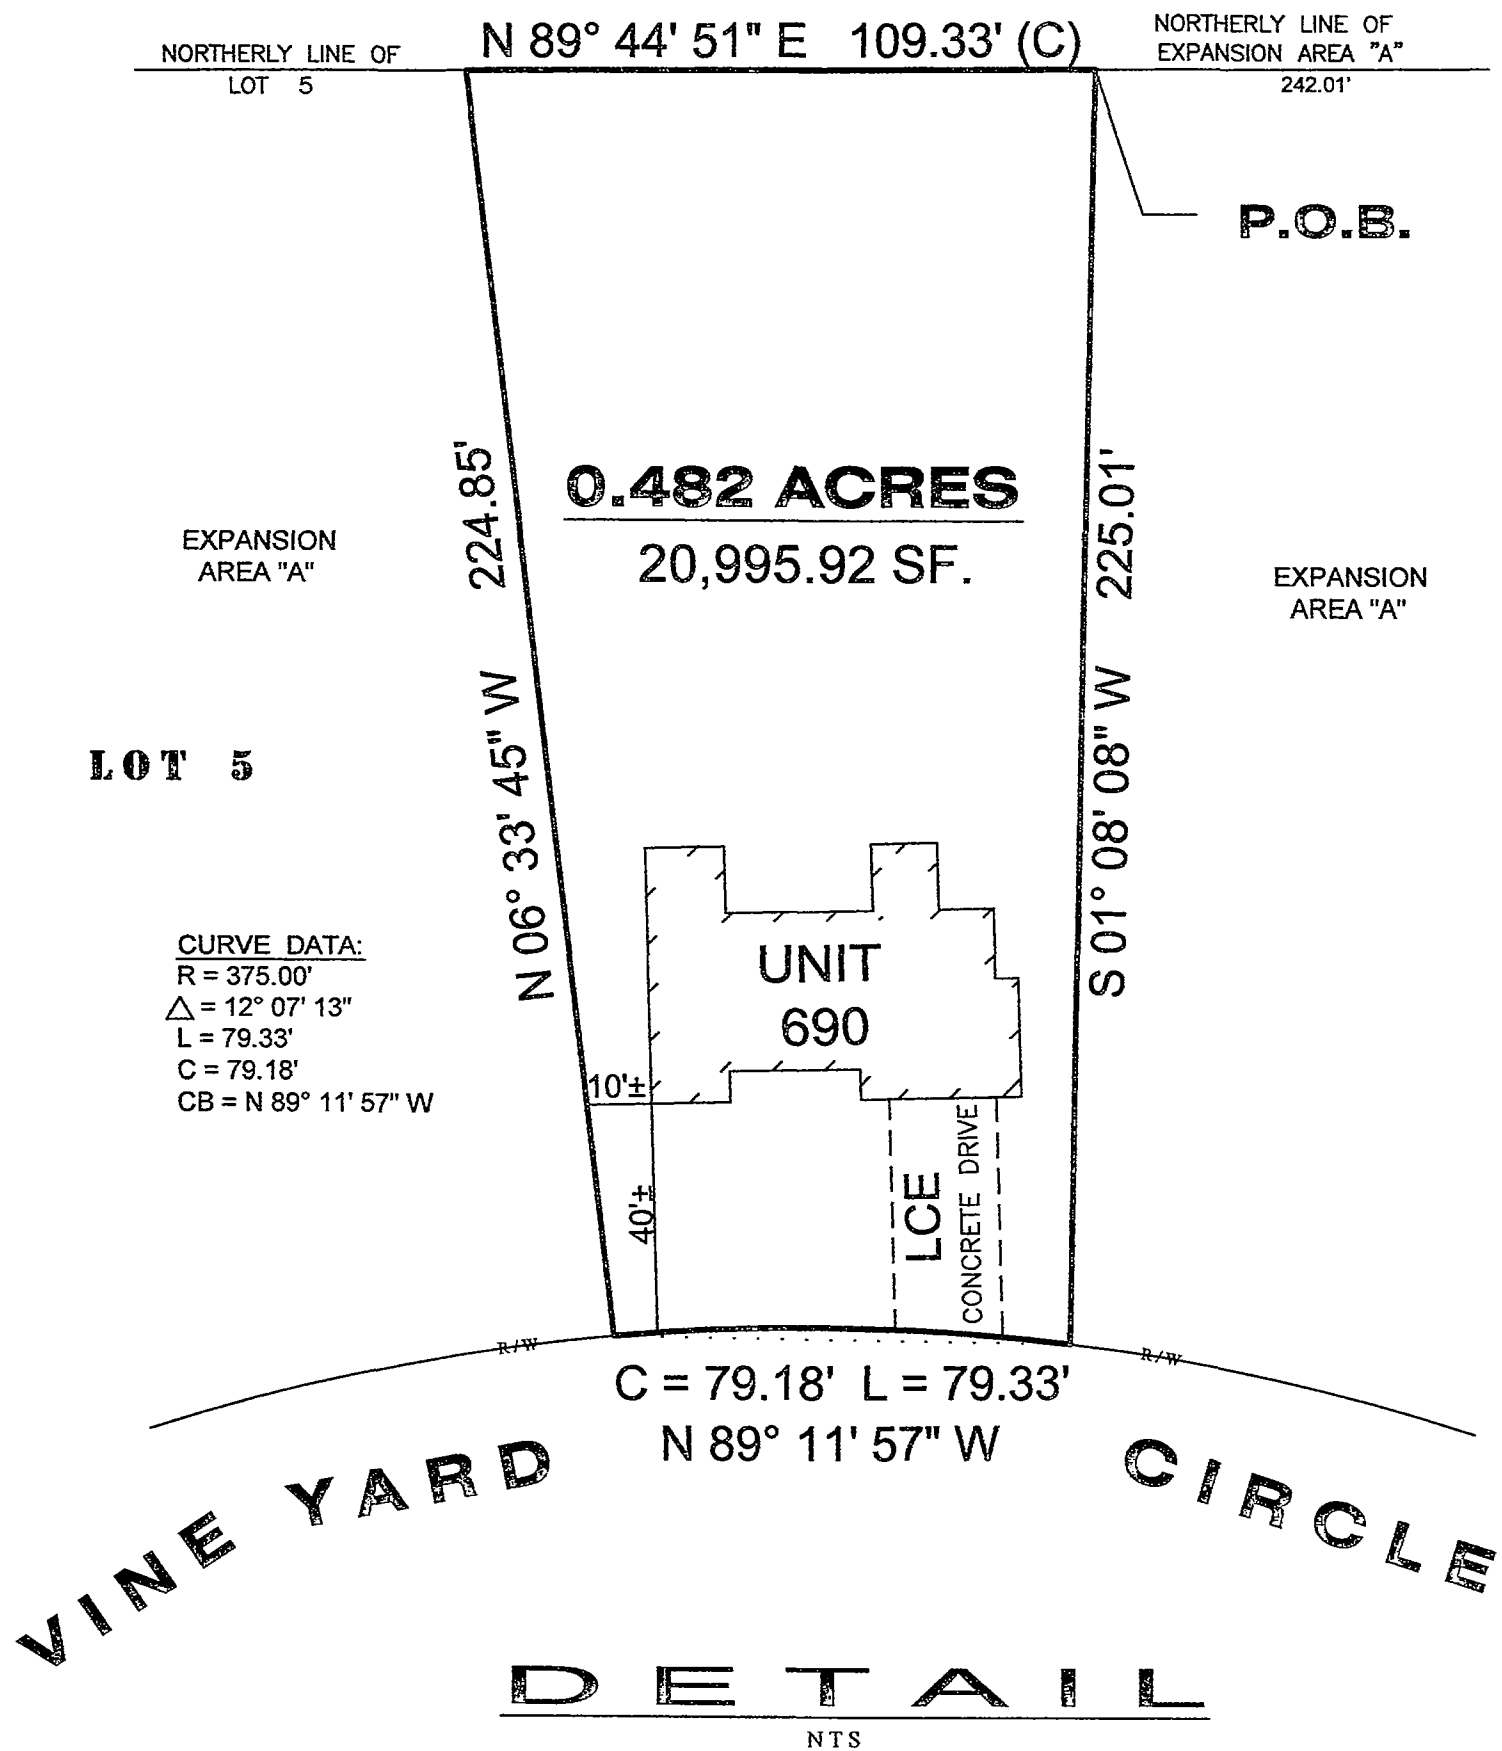 NORTHERLY LINE OF
LOT 5
N 89° 44' 51" E 109.33' (C)
NORTHERLY LINE OF
EXPANSION AREA "A"
242.01'
P.O.B.
N 06° 33' 45" W 224.85'
0.482 ACRES
20,995.92 SF.
S 01° 08' 08" W 225.01'
EXPANSION
AREA "A"
EXPANSION
AREA "A"
LOT 5
CURVE DATA:
R = 375.00'
△ = 12° 07' 13"
L = 79.33'
C = 79.18'
CB = N 89° 11' 57" W
UNIT
690
10'±
40'±
LCE
CONCRETE DRIVE
R/W
R/W
C = 79.18' L = 79.33'
N 89° 11' 57" W
VINE YARD CIRCLE
DETAIL
NTS